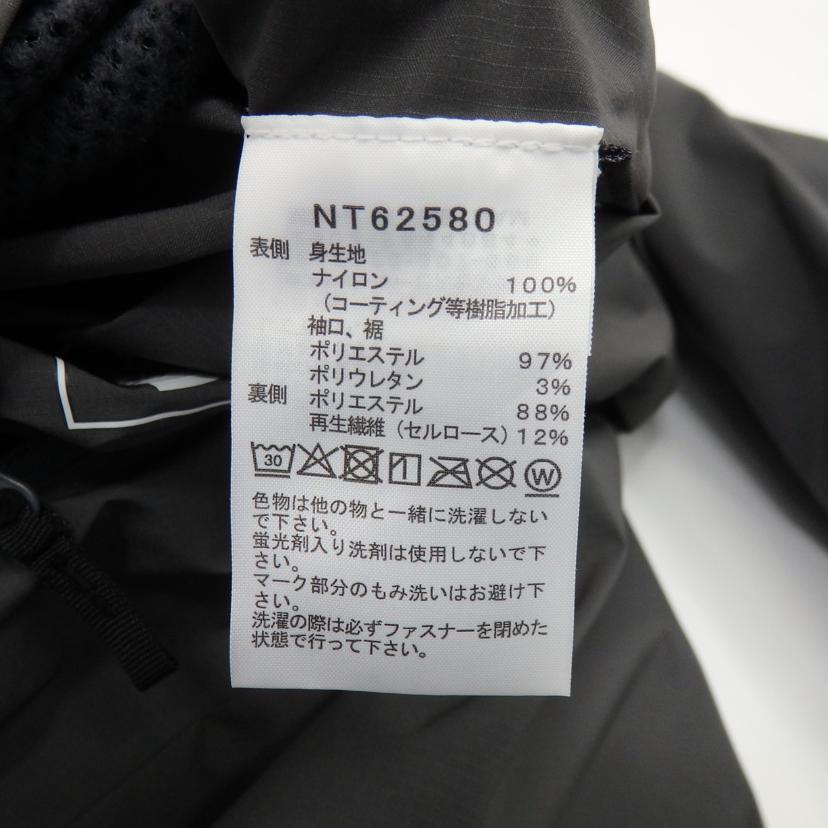 NT62580
表側 身生地
ナイロン 100%
（コーティング等樹脂加工）
袖口、裾
ポリエステル 97%
ポリウレタン 3%
裏側 ポリエステル 88%
再生繊維（セルロース）12%
30 W
色物は他の物と一緒に洗濯しない
で下さい。
蛍光剤入り洗剤は使用しないで下
さい。
マーク部分のもみ洗いはお避け下
さい。
洗濯の際は必ずファスナーを閉めた
状態で行って下さい。